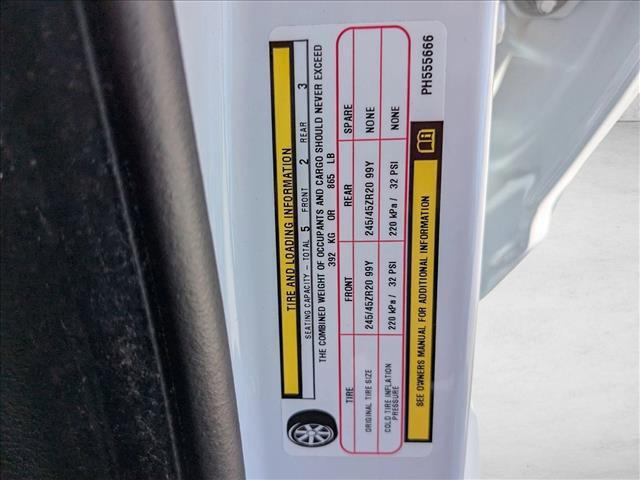 TIRE AND LOADING INFORMATION
SEATING CAPACITY - TOTAL 5 FRONT 2 REAR 3
THE COMBINED WEIGHT OF OCCUPANTS AND CARGO SHOULD NEVER EXCEED
392 KG OR 865 LB
TIRE FRONT REAR SPARE
ORIGINAL TIRE SIZE 245/45ZR20 99Y 245/45ZR20 99Y NONE
COLD TIRE INFLATION
PRESSURE 220 kPa/ 32 PSI 220 kPa/ 32 PSI NONE
SEE OWNERS MANUAL FOR ADDITIONAL INFORMATION
PH555666